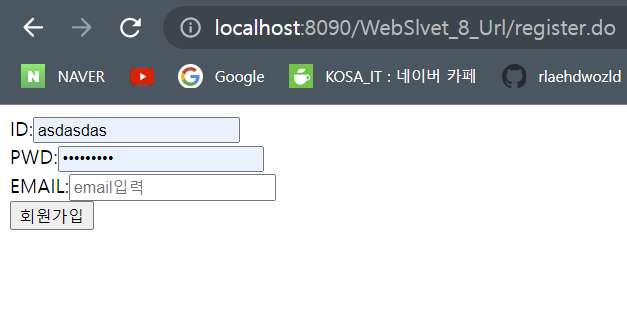 localhost:8090/WebSlvet_8_Url/register.do
N NAVER Google KOSA_IT : 네이버 카페 rlaehdwozld
ID:asdasdas
PWD:•••••••••
EMAIL:email입력
회원가입